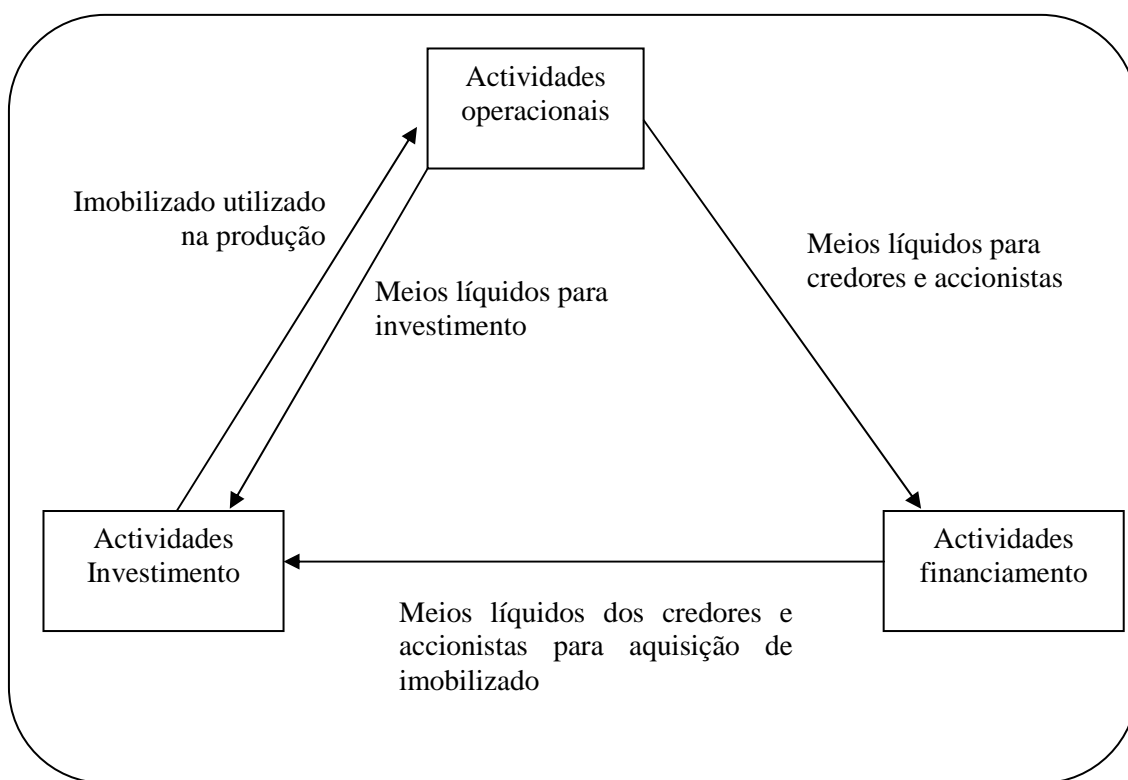 Actividades
operacionais
Imobilizado utilizado
na produção
Meios líquidos para
credores e accionistas
Meios líquidos para
investimento
Actividades
Investimento
Actividades
financiamento
Meios líquidos dos credores e
accionistas para aquisição de
imobilizado